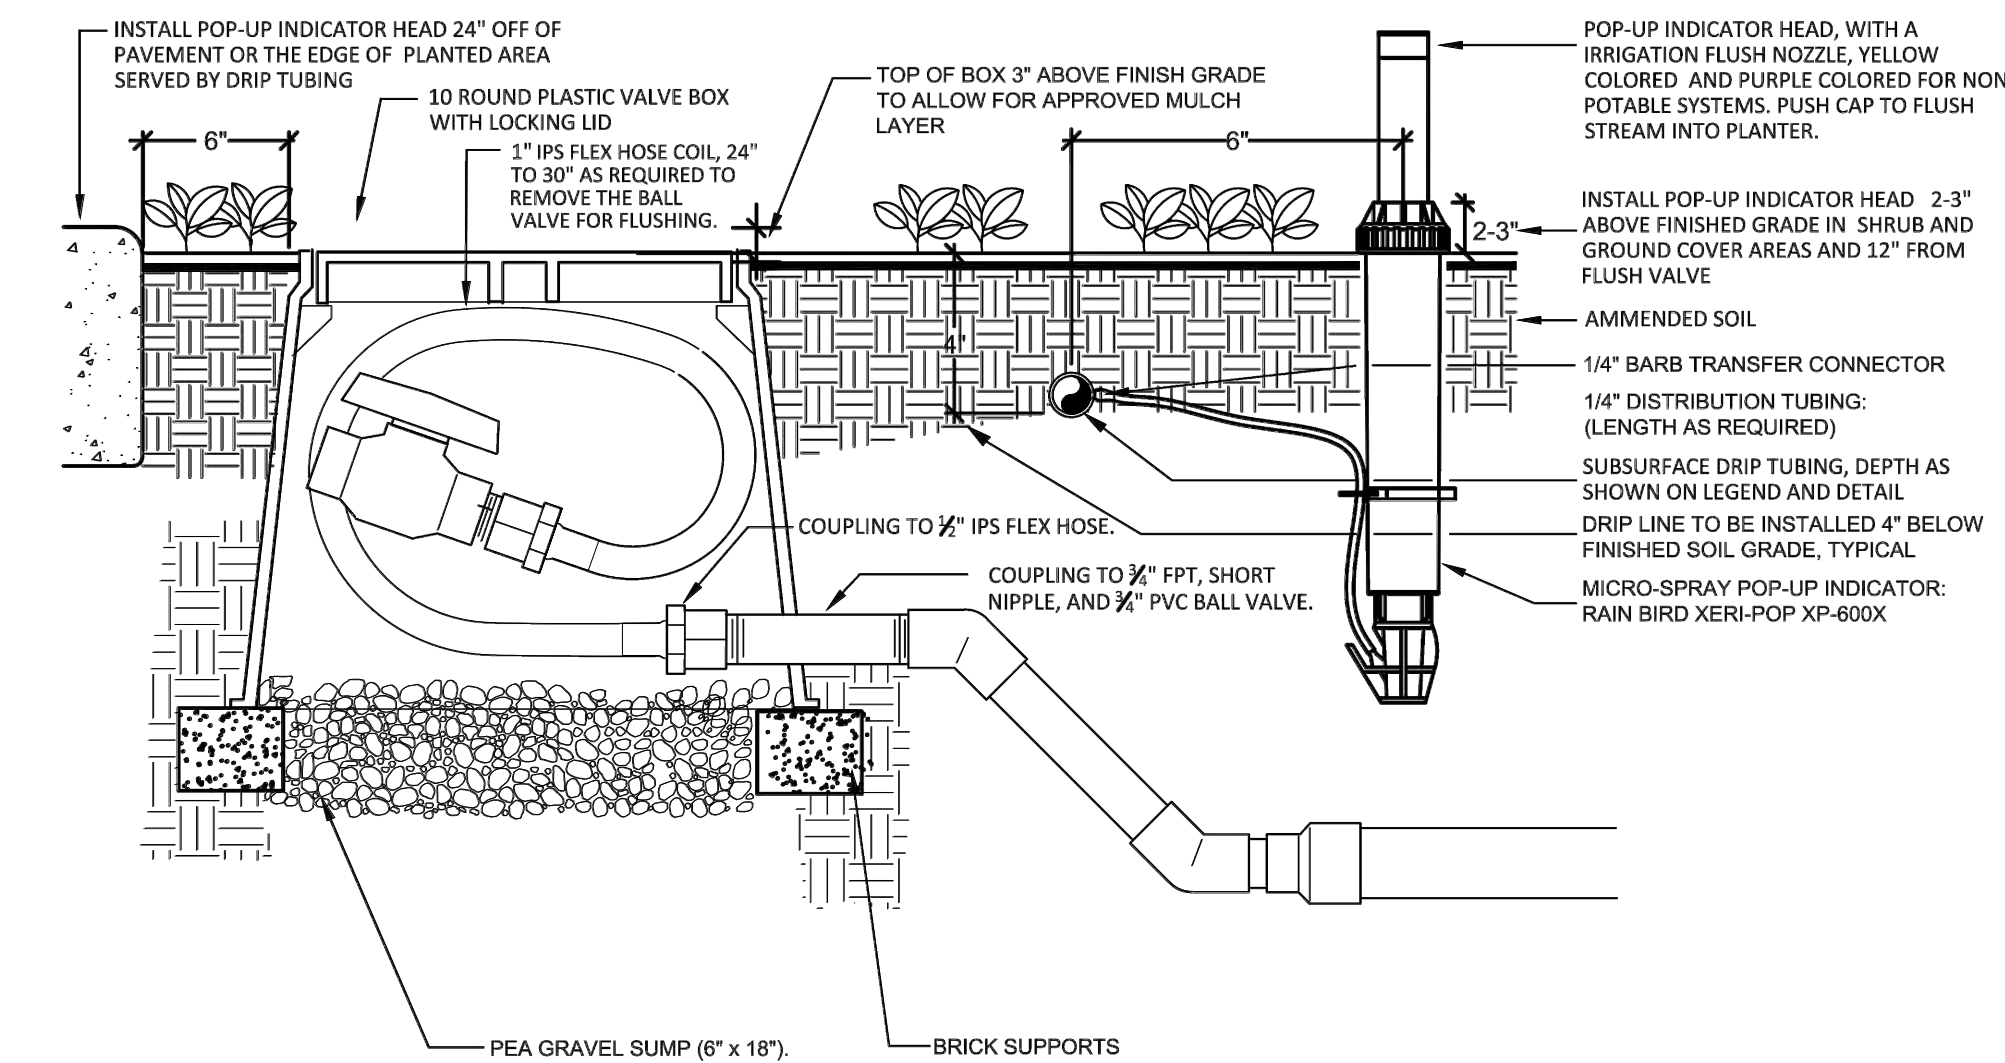 INSTALL POP-UP INDICATOR HEAD 24" OFF OF
PAVEMENT OR THE EDGE OF PLANTED AREA
SERVED BY DRIP TUBING
10 ROUND PLASTIC VALVE BOX
WITH LOCKING LID
6"
1" IPS FLEX HOSE COIL, 24"
TO 30" AS REQUIRED TO
REMOVE THE BALL
VALVE FOR FLUSHING.
TOP OF BOX 3" ABOVE FINISH GRADE
TO ALLOW FOR APPROVED MULCH
LAYER
6"
POP-UP INDICATOR HEAD, WITH A
IRRIGATION FLUSH NOZZLE, YELLOW
COLORED AND PURPLE COLORED FOR NON
POTABLE SYSTEMS. PUSH CAP TO FLUSH
STREAM INTO PLANTER.
2-3"
INSTALL POP-UP INDICATOR HEAD 2-3"
ABOVE FINISHED GRADE IN SHRUB AND
GROUND COVER AREAS AND 12" FROM
FLUSH VALVE
AMMENDED SOIL
4"
1/4" BARB TRANSFER CONNECTOR
1/4" DISTRIBUTION TUBING:
(LENGTH AS REQUIRED)
SUBSURFACE DRIP TUBING, DEPTH AS
SHOWN ON LEGEND AND DETAIL
DRIP LINE TO BE INSTALLED 4" BELOW
FINISHED SOIL GRADE, TYPICAL
MICRO-SPRAY POP-UP INDICATOR:
RAIN BIRD XERI-POP XP-600X
COUPLING TO ½" IPS FLEX HOSE.
COUPLING TO ¾" FPT, SHORT
NIPPLE, AND ¾" PVC BALL VALVE.
PEA GRAVEL SUMP (6" x 18").
BRICK SUPPORTS